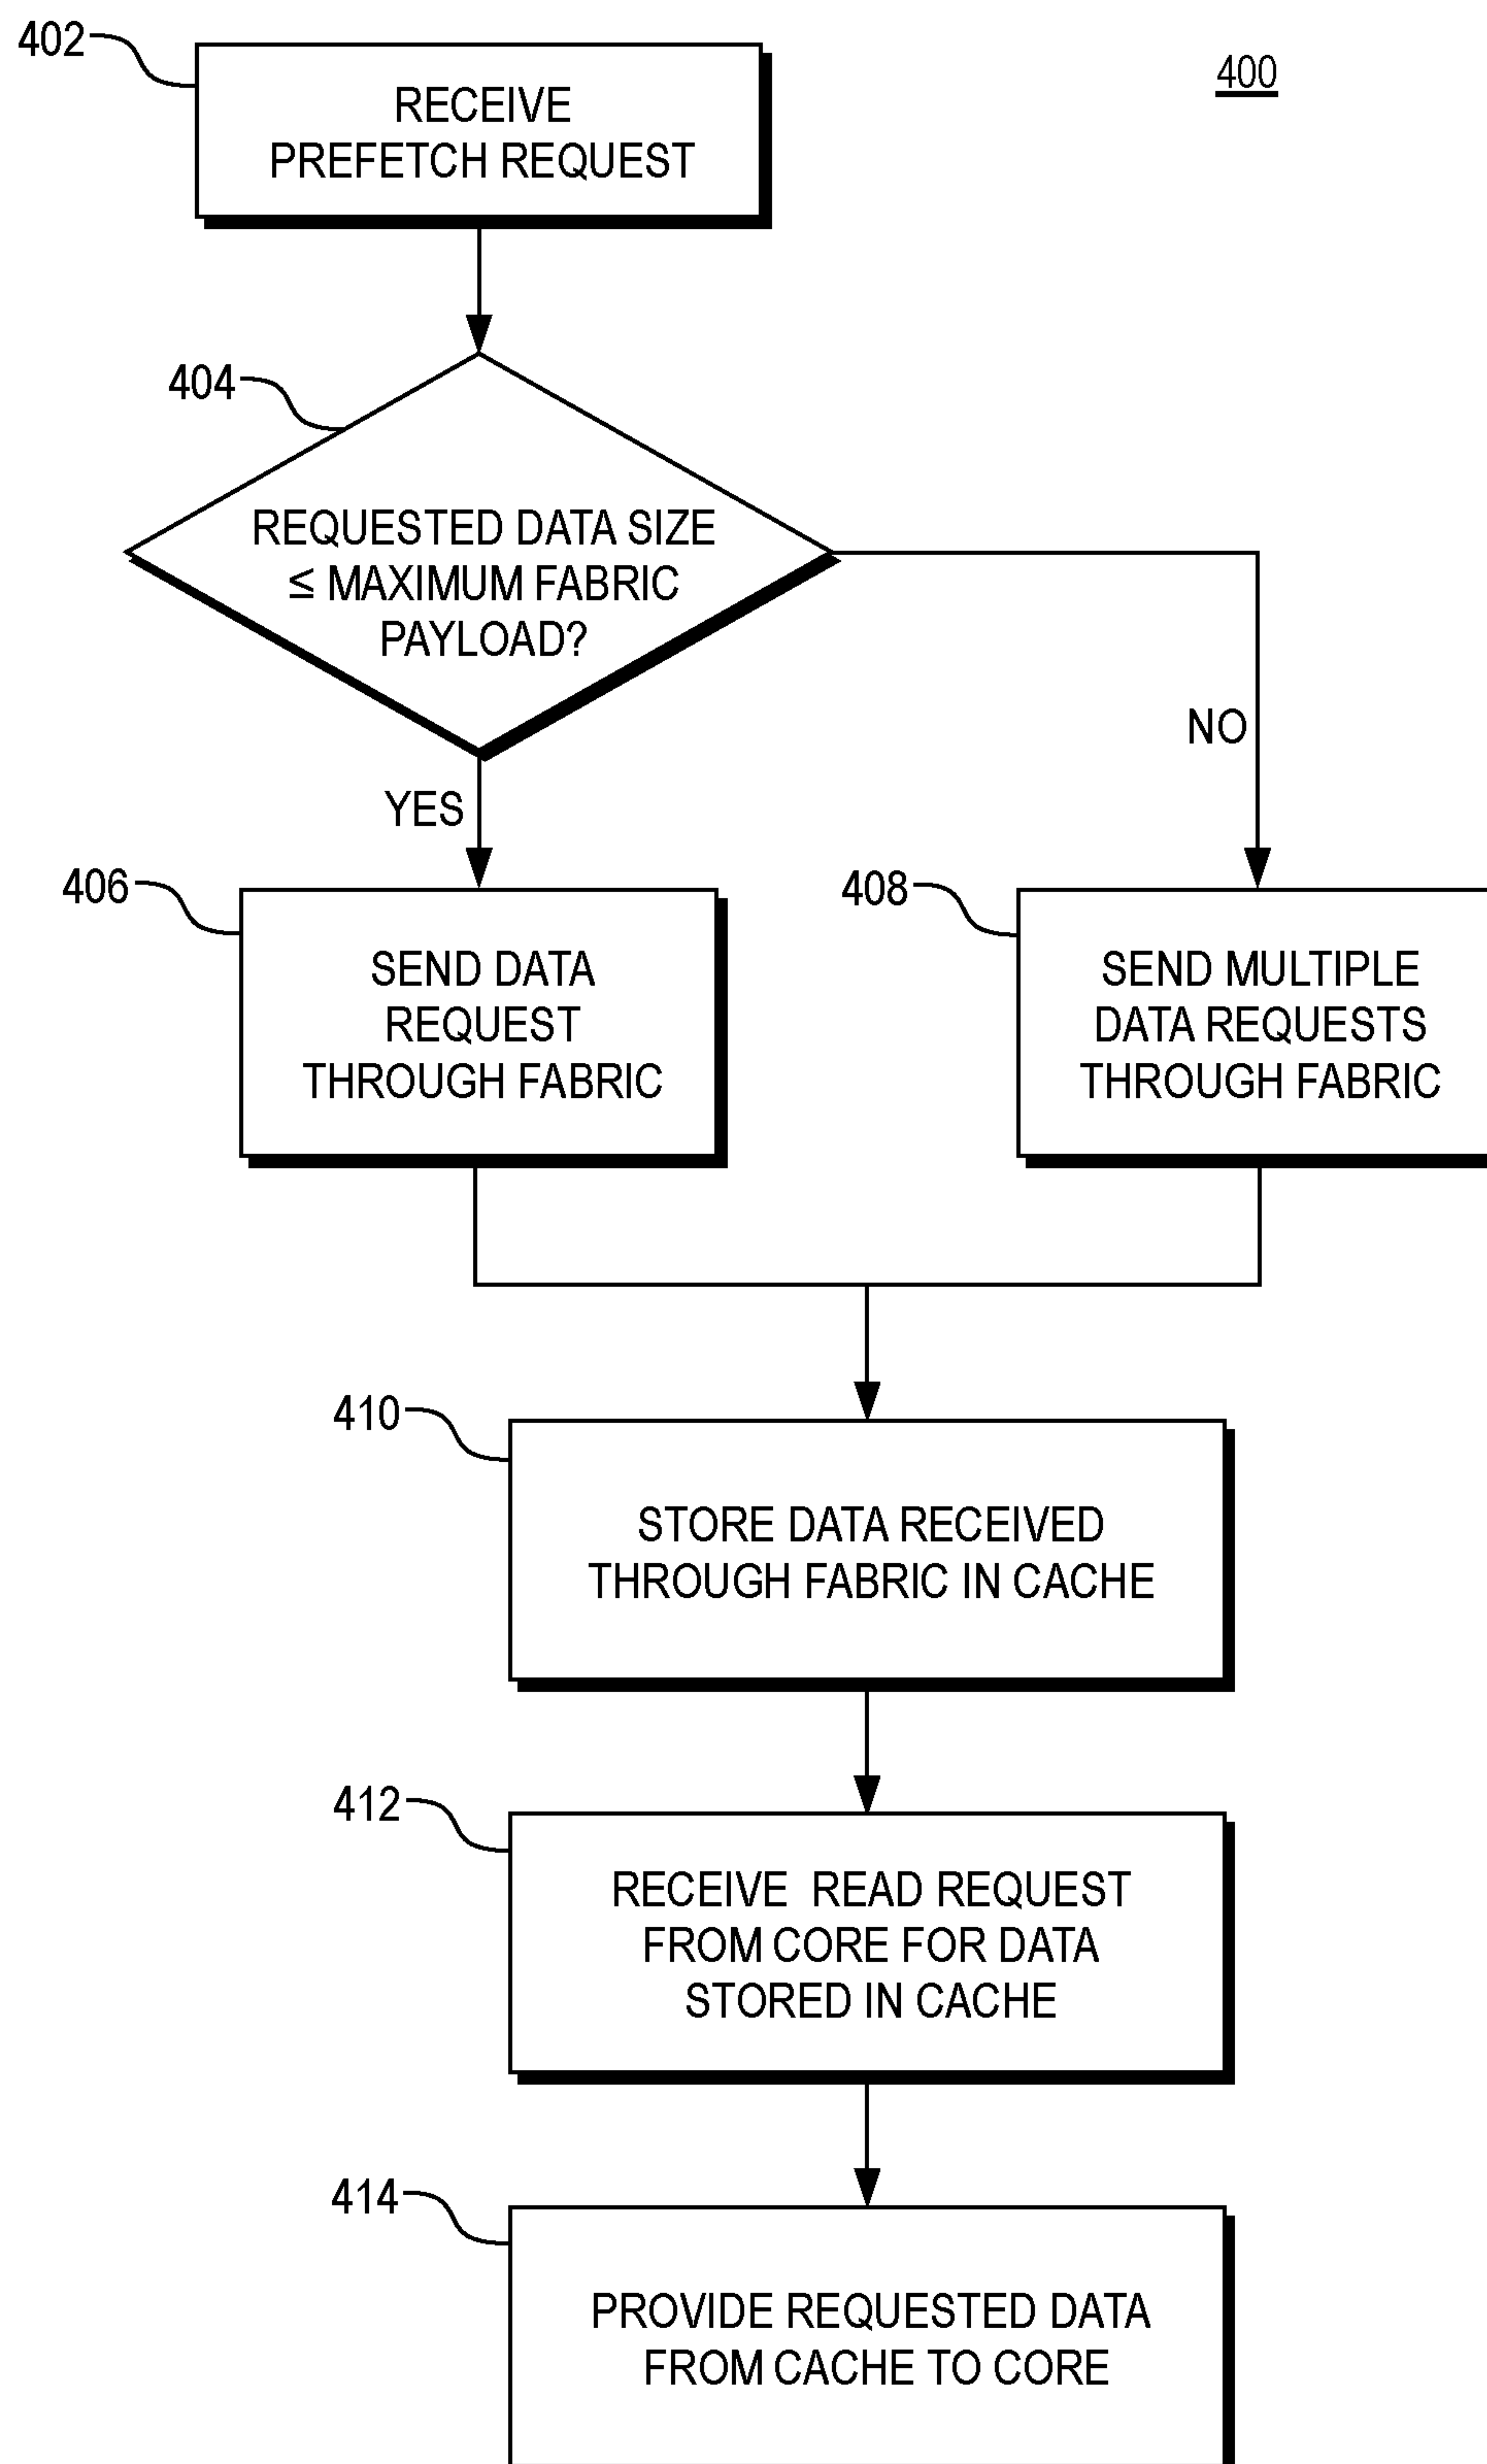 402
400
RECEIVE
PREFETCH REQUEST
404
REQUESTED DATA SIZE
≤ MAXIMUM FABRIC
PAYLOAD?
NO
YES
406
SEND DATA
REQUEST
THROUGH FABRIC
408
SEND MULTIPLE
DATA REQUESTS
THROUGH FABRIC
410
STORE DATA RECEIVED
THROUGH FABRIC IN CACHE
412
RECEIVE READ REQUEST
FROM CORE FOR DATA
STORED IN CACHE
414
PROVIDE REQUESTED DATA
FROM CACHE TO CORE